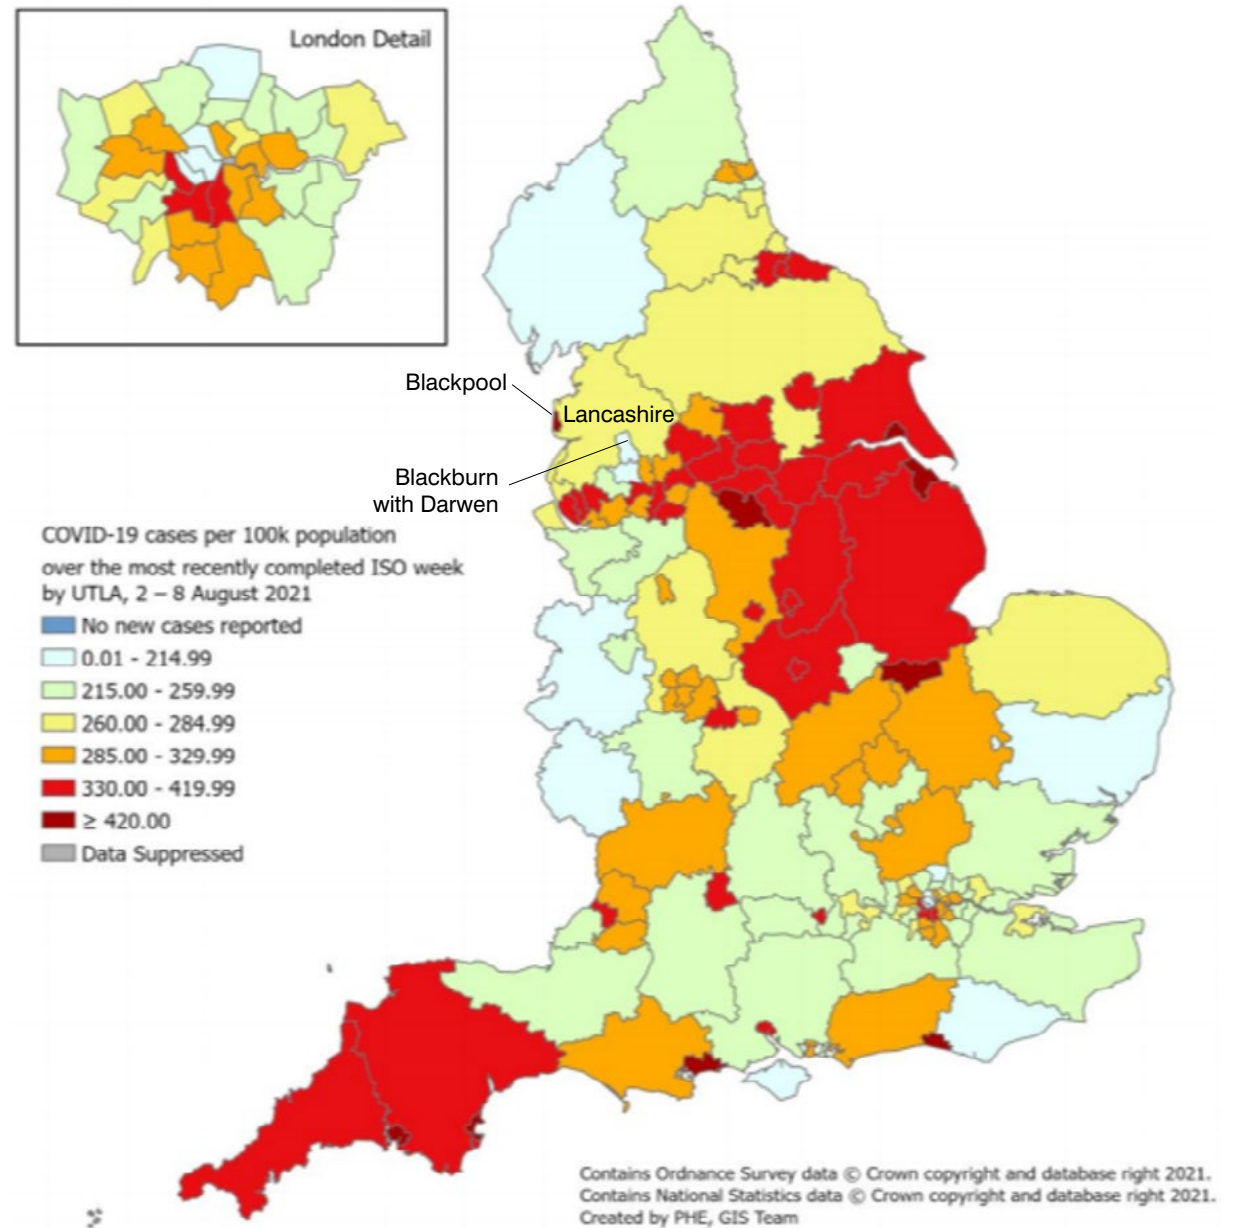 London Detail
Blackpool
Lancashire
Blackburn
with Darwen
COVID-19 cases per 100k population
over the most recently completed ISO week
by UTLA, 2 – 8 August 2021
No new cases reported
0.01 - 214.99
215.00 - 259.99
260.00 - 284.99
285.00 - 329.99
330.00 - 419.99
≥ 420.00
Data Suppressed
Contains Ordnance Survey data © Crown copyright and database right 2021.
Contains National Statistics data © Crown copyright and database right 2021.
Created by PHE, GIS Team